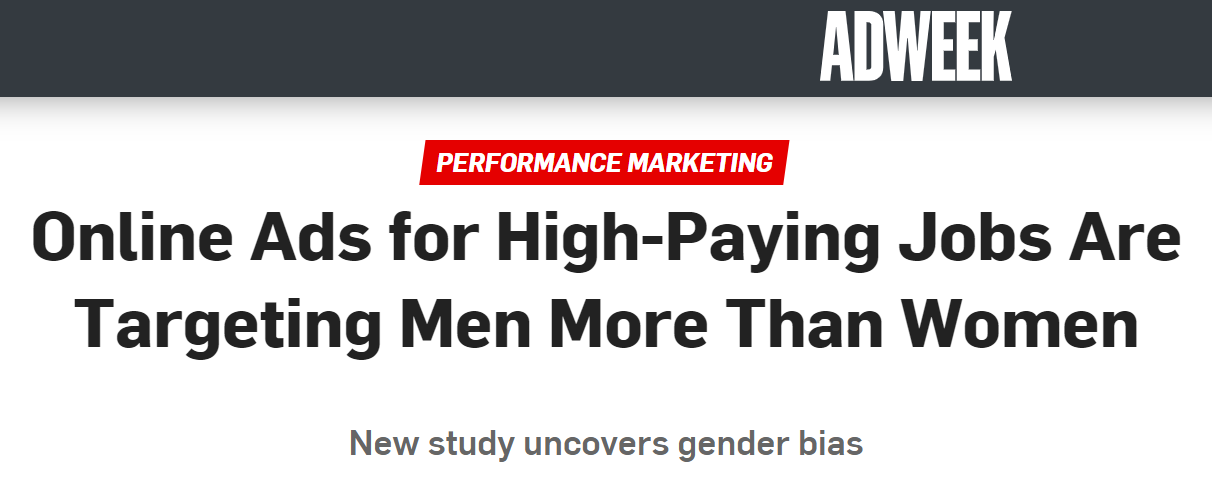 ADWEEK
PERFORMANCE MARKETING
Online Ads for High-Paying Jobs Are
Targeting Men More Than Women
New study uncovers gender bias